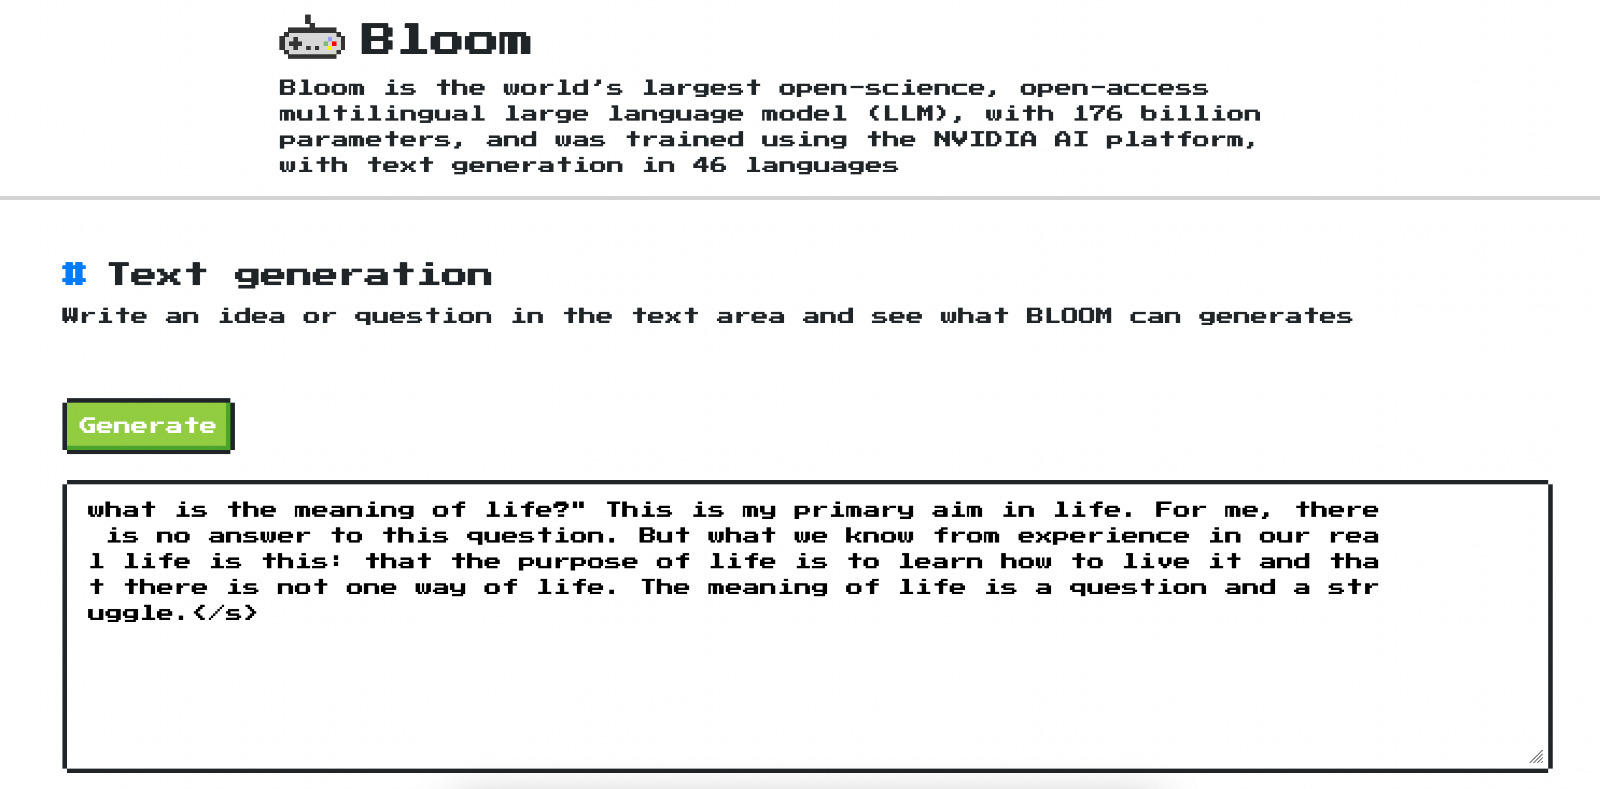 Bloom
Bloom is the world's largest open-science, open-access
multilingual large language model (LLM), with 176 billion
parameters, and was trained using the NVIDIA AI platform,
with text generation in 46 languages
# Text generation
Write an idea or question in the text area and see what BLOOM can generates
Generate
what is the meaning of life?" This is my primary aim in life. For me, there
is no answer to this question. But what we know from experience in our rea
l life is this: that the purpose of life is to learn how to live it and tha
t there is not one way of life. The meaning of life is a question and a str
uggle.</s>